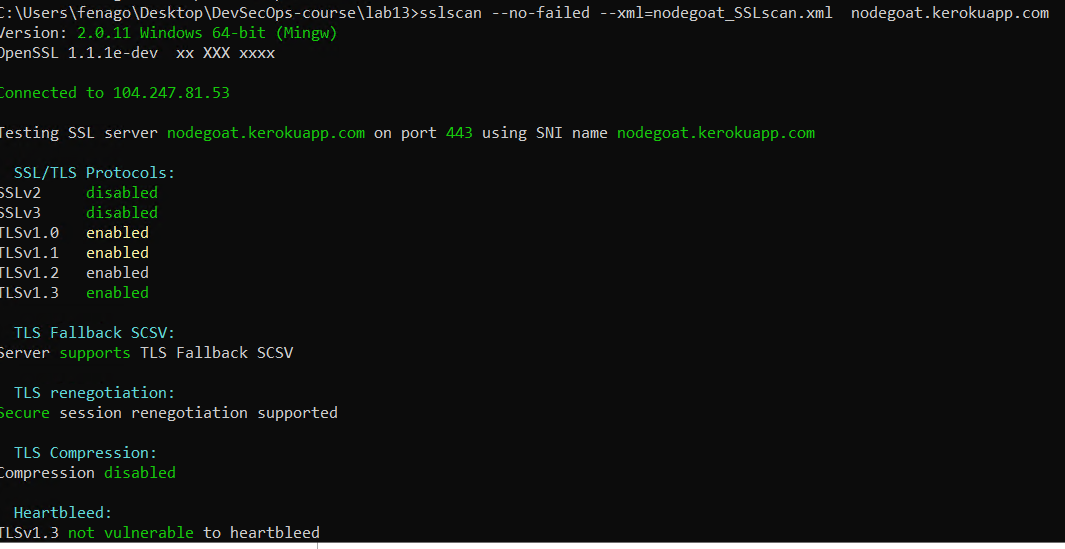 C:\Users\fenago\Desktop\DevSecOps-course\lab13>sslscan --no-failed --xml=nodegoat_SSLscan.xml  nodegoat.kerokuapp.com
Version: 2.0.11 Windows 64-bit (Mingw)
OpenSSL 1.1.1e-dev  xx XXX xxxx
Connected to 104.247.81.53
Testing SSL server nodegoat.kerokuapp.com on port 443 using SNI name nodegoat.kerokuapp.com
SSL/TLS Protocols:
SSLv2     disabled
SSLv3     disabled
TLSv1.0   enabled
TLSv1.1   enabled
TLSv1.2   enabled
TLSv1.3   enabled
TLS Fallback SCSV:
Server supports TLS Fallback SCSV
TLS renegotiation:
Secure session renegotiation supported
TLS Compression:
Compression disabled
Heartbleed:
TLSv1.3 not vulnerable to heartbleed